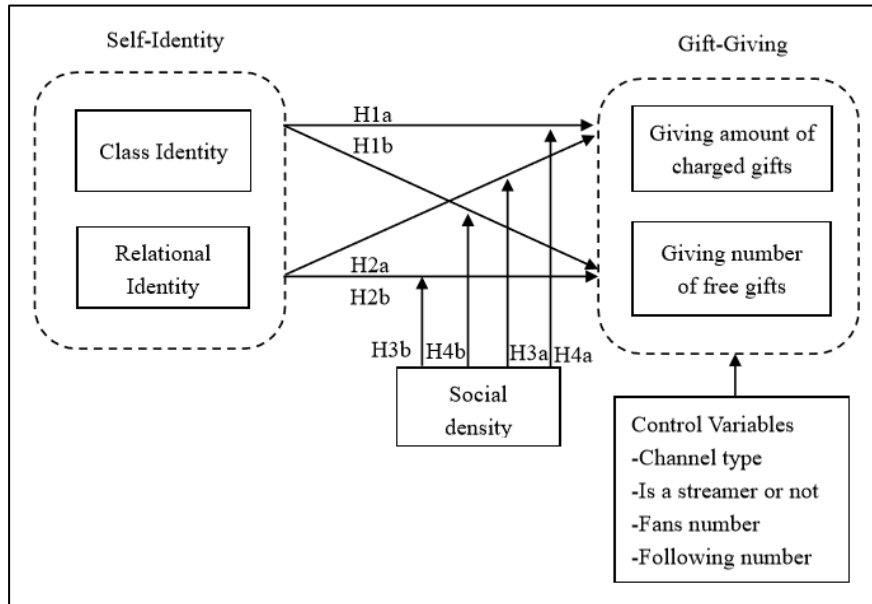 Self-Identity
Gift-Giving
Class Identity
Relational
Identity
H1a
H1b
H2a
H2b
H3b
H4b
H3a
H4a
Social
density
Giving amount of
charged gifts
Giving number
of free gifts
Control Variables
-Channel type
-Is a streamer or not
-Fans number
-Following number